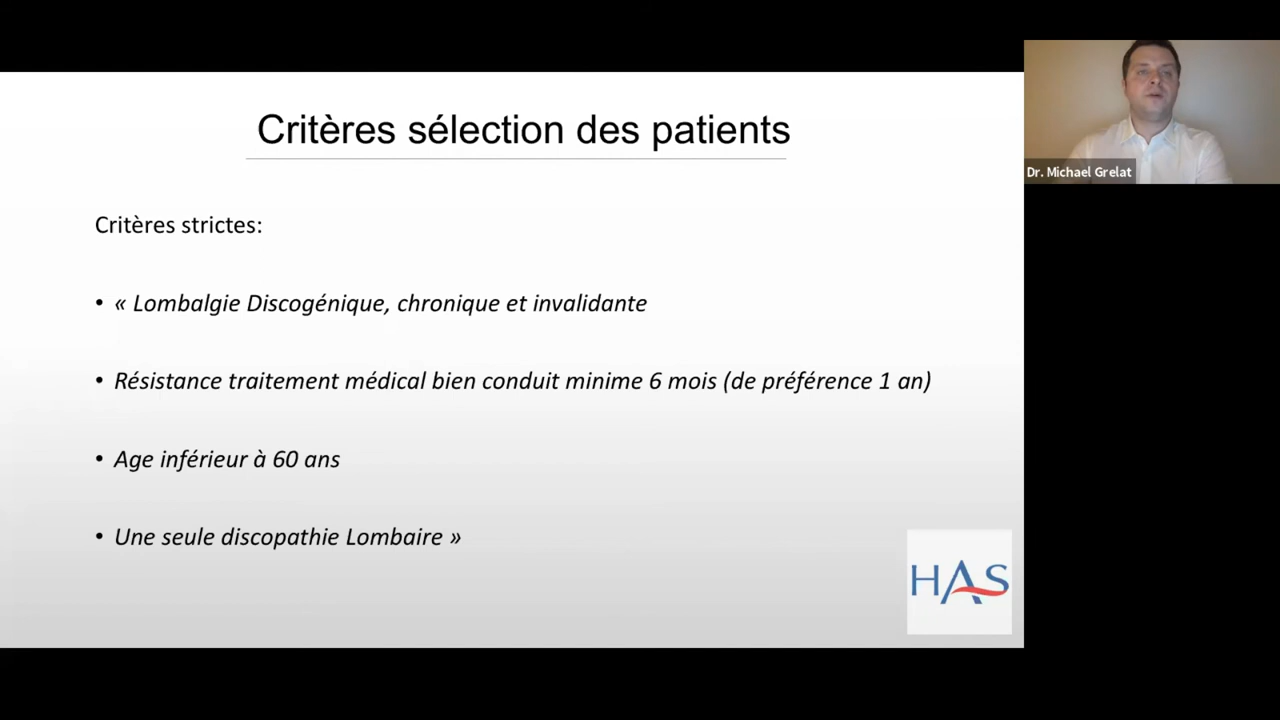 Critères sélection des patients
Dr. Michael Grelat
Critères strictes:
• « Lombalgie Discogénique, chronique et invalidante
• Résistance traitement médical bien conduit minime 6 mois (de préférence 1 an)
• Age inférieur à 60 ans
• Une seule discopathie Lombaire »
HAS